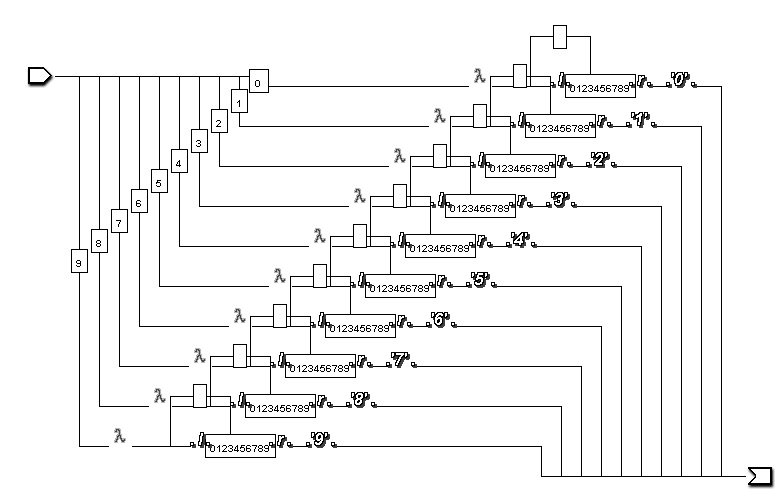 0 λ l 0123456789 r '0'
1 λ l 0123456789 r '1'
2 λ l 0123456789 r '2'
3 λ l 0123456789 r '3'
4 λ l 0123456789 r '4'
5 λ l 0123456789 r '5'
6 λ l 0123456789 r '6'
7 λ l 0123456789 r '7'
8 λ l 0123456789 r '8'
9 λ l 0123456789 r '9'